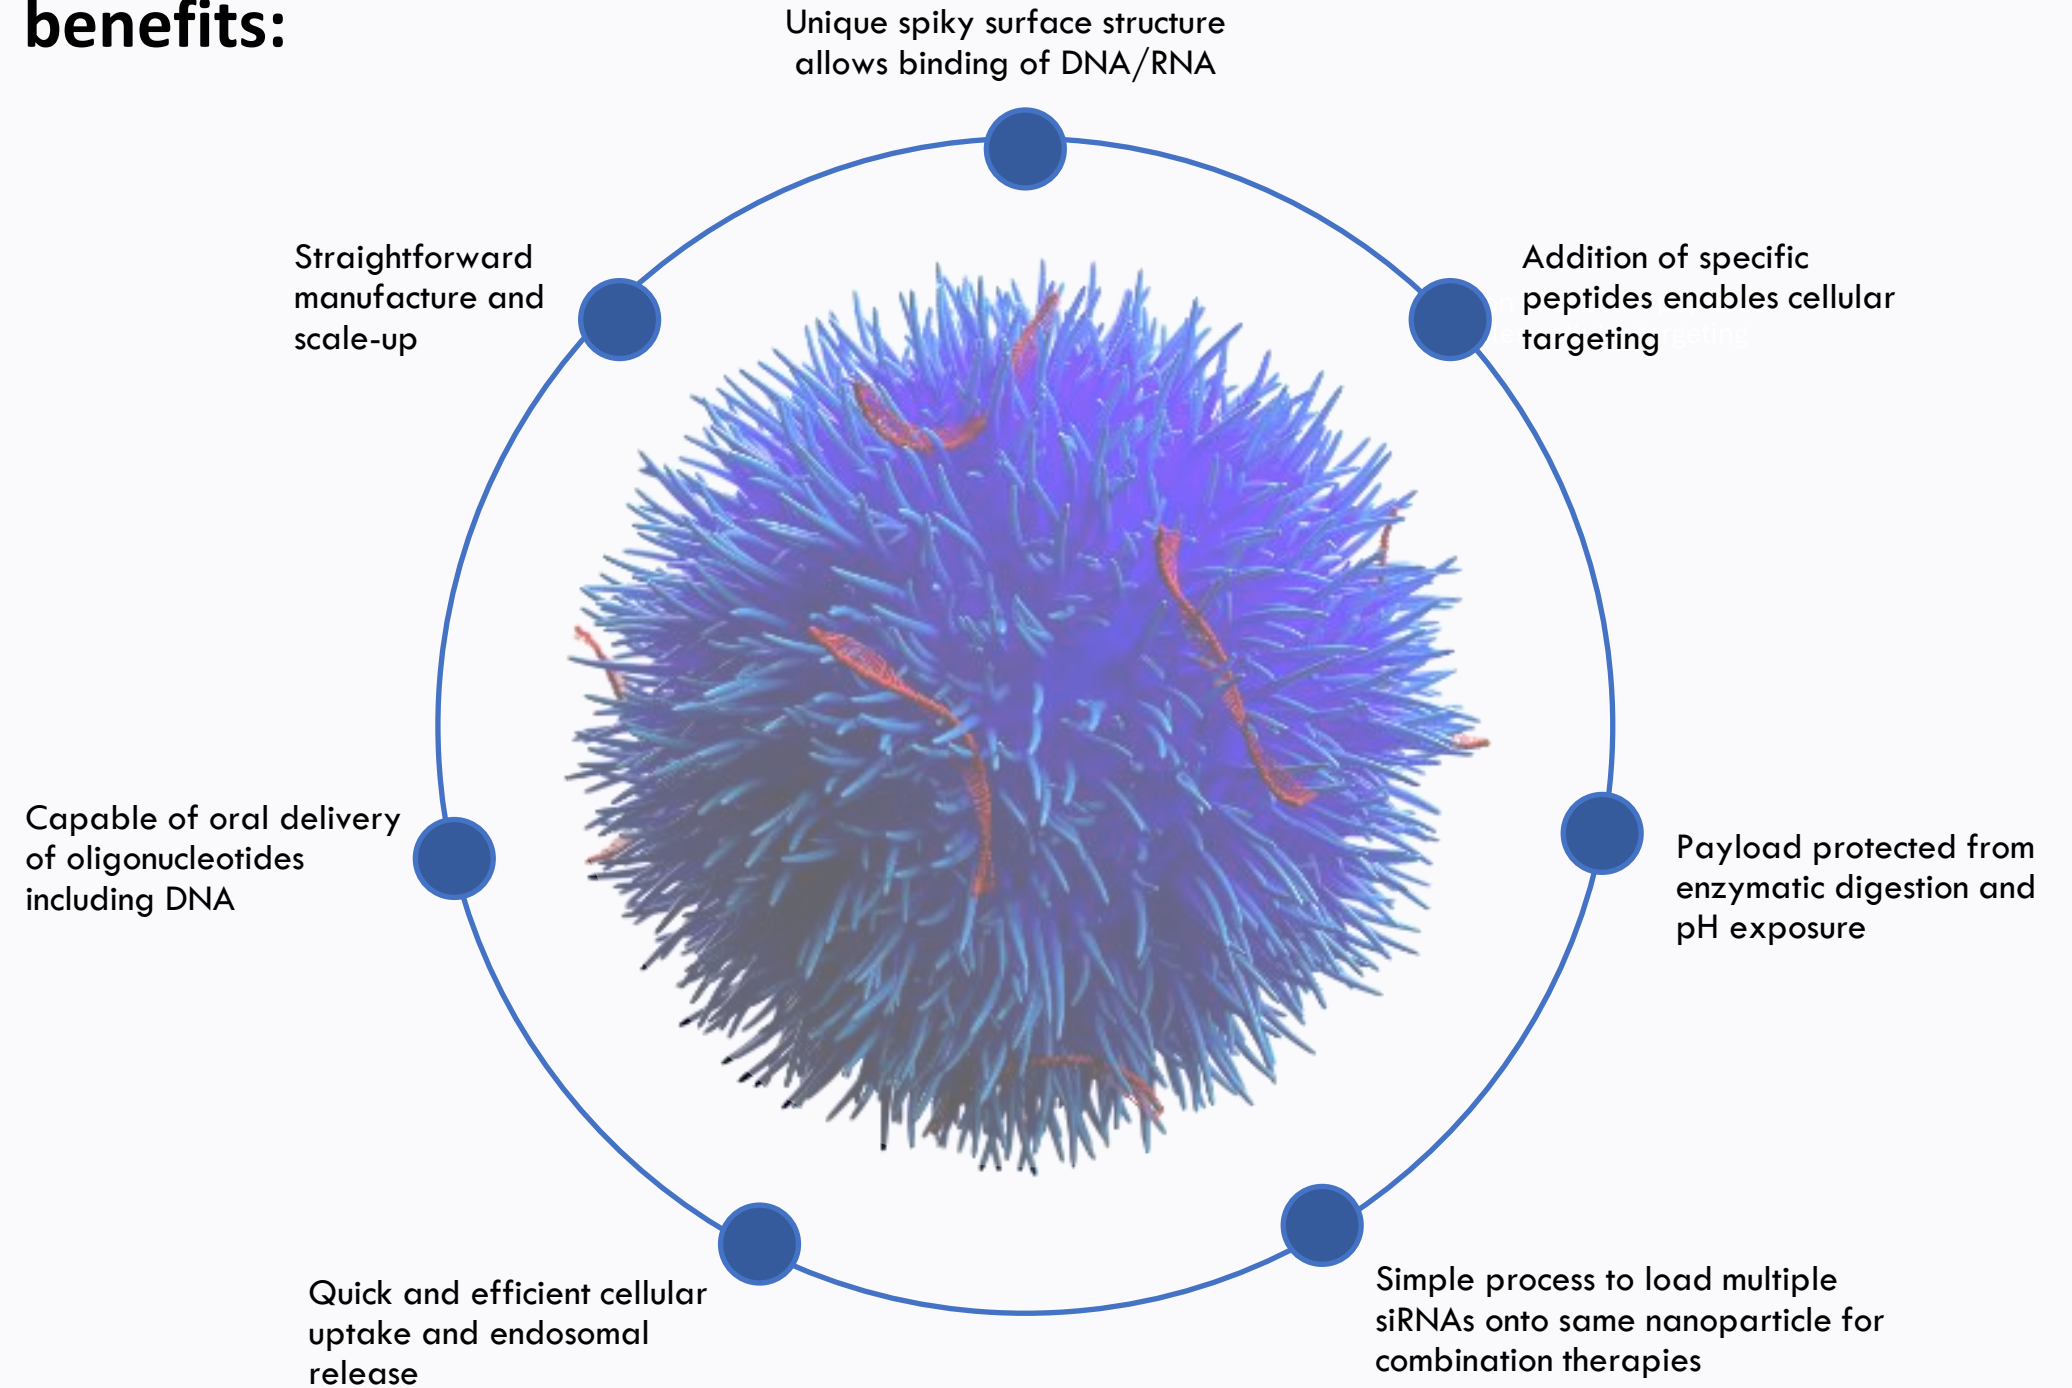 benefits:
Unique spiky surface structure
allows binding of DNA/RNA
Addition of specific
peptides enables cellular
targeting
Payload protected from
enzymatic digestion and
pH exposure
Simple process to load multiple
siRNAs onto same nanoparticle for
combination therapies
Quick and efficient cellular
uptake and endosomal
release
Capable of oral delivery
of oligonucleotides
including DNA
Straightforward
manufacture and
scale-up